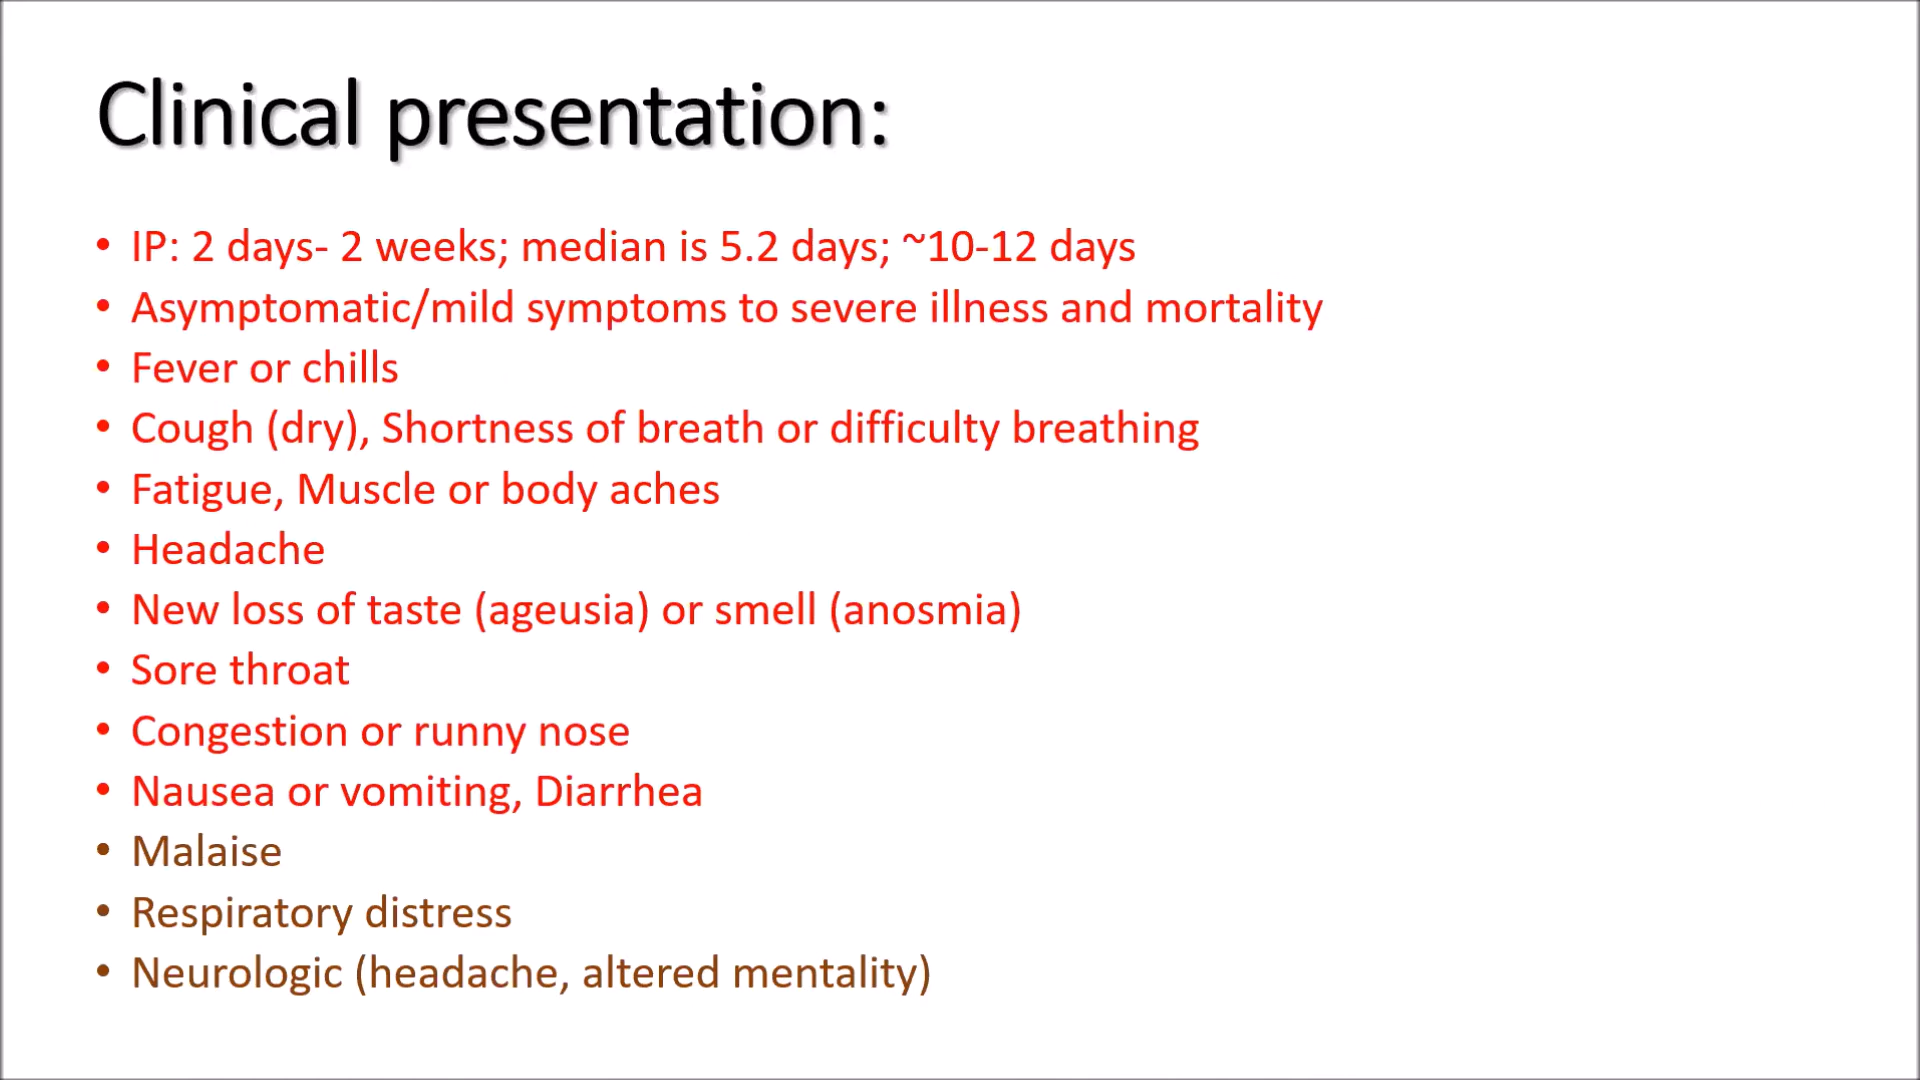 Clinical presentation:
• IP: 2 days- 2 weeks; median is 5.2 days; ~10-12 days
• Asymptomatic/mild symptoms to severe illness and mortality
• Fever or chills
• Cough (dry), Shortness of breath or difficulty breathing
• Fatigue, Muscle or body aches
• Headache
• New loss of taste (ageusia) or smell (anosmia)
• Sore throat
• Congestion or runny nose
• Nausea or vomiting, Diarrhea
• Malaise
• Respiratory distress
• Neurologic (headache, altered mentality)